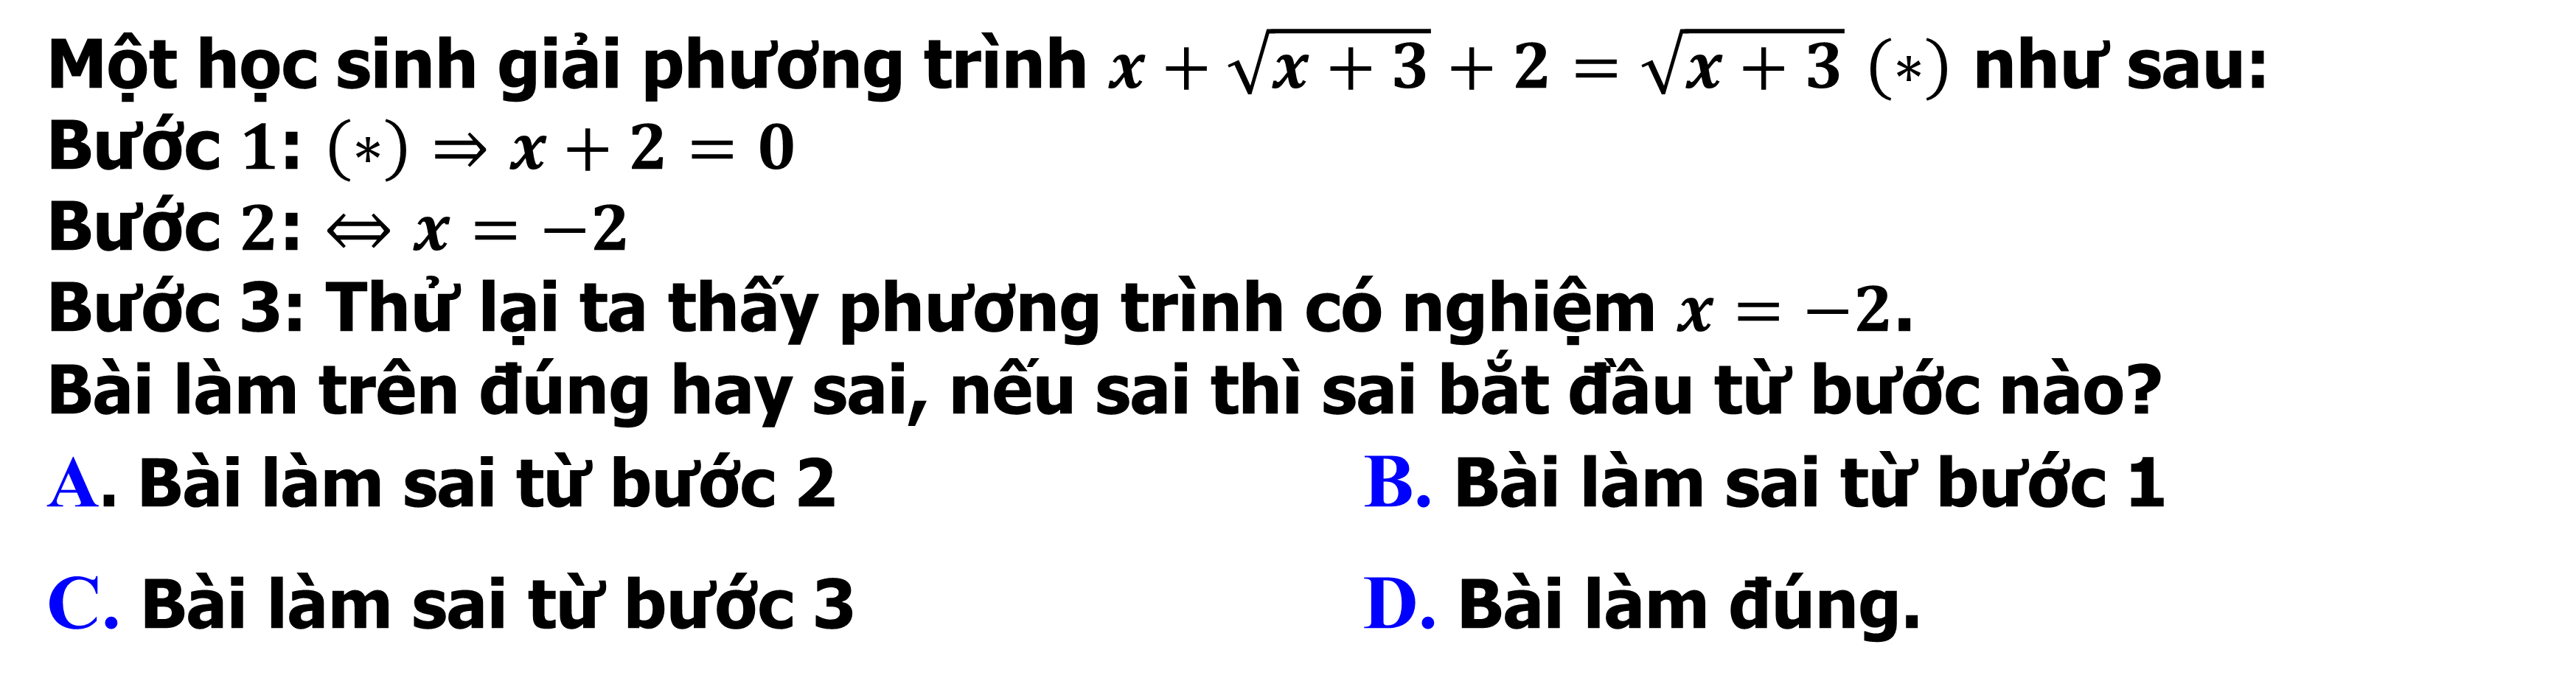 Một học sinh giải phương trình x + √(x + 3) + 2 = √(x + 3) (*) như sau:
Bước 1: (*) ⇒ x + 2 = 0
Bước 2: ⇔ x = −2
Bước 3: Thử lại ta thấy phương trình có nghiệm x = −2.
Bài làm trên đúng hay sai, nếu sai thì sai bắt đầu từ bước nào?
A. Bài làm sai từ bước 2 B. Bài làm sai từ bước 1
C. Bài làm sai từ bước 3 D. Bài làm đúng.